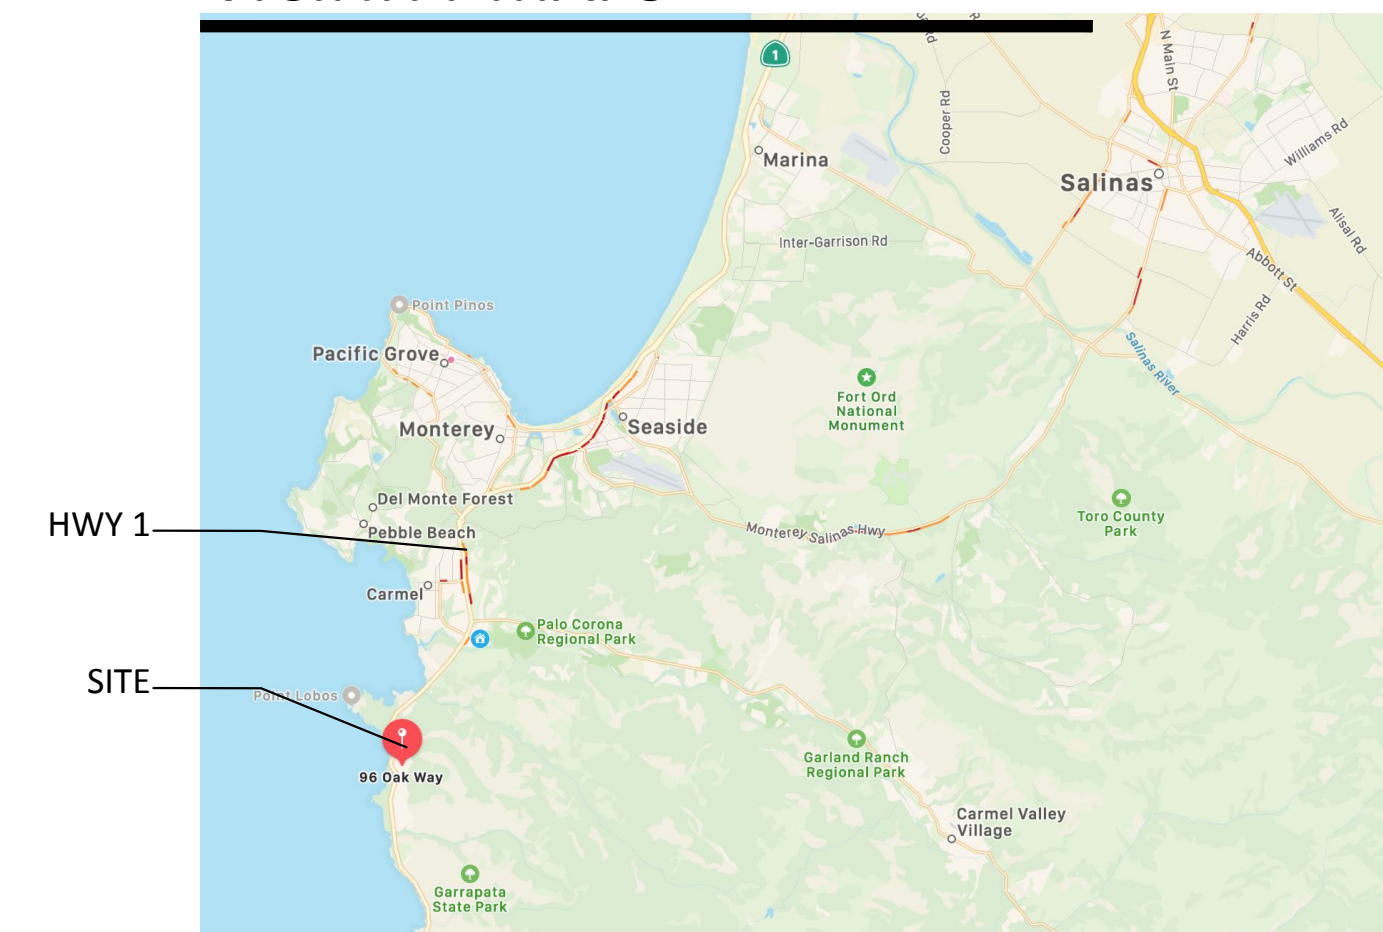 1
N Main St
Cooper Rd
Williams Rd
Marina
Salinas
Alisal Rd
Inter-Garrison Rd
Abbott St
Harris Rd
Point Pinos
Salinas River
Pacific Grove
Fort Ord
National
Monument
Seaside
Monterey
Del Monte Forest
HWY 1
Pebble Beach
Monterey Salinas Hwy
Toro County
Park
Carmel
Palo Corona
Regional Park
SITE
Point Lobos
96 Oak Way
Garland Ranch
Regional Park
Carmel Valley
Village
Garrapata
State Park